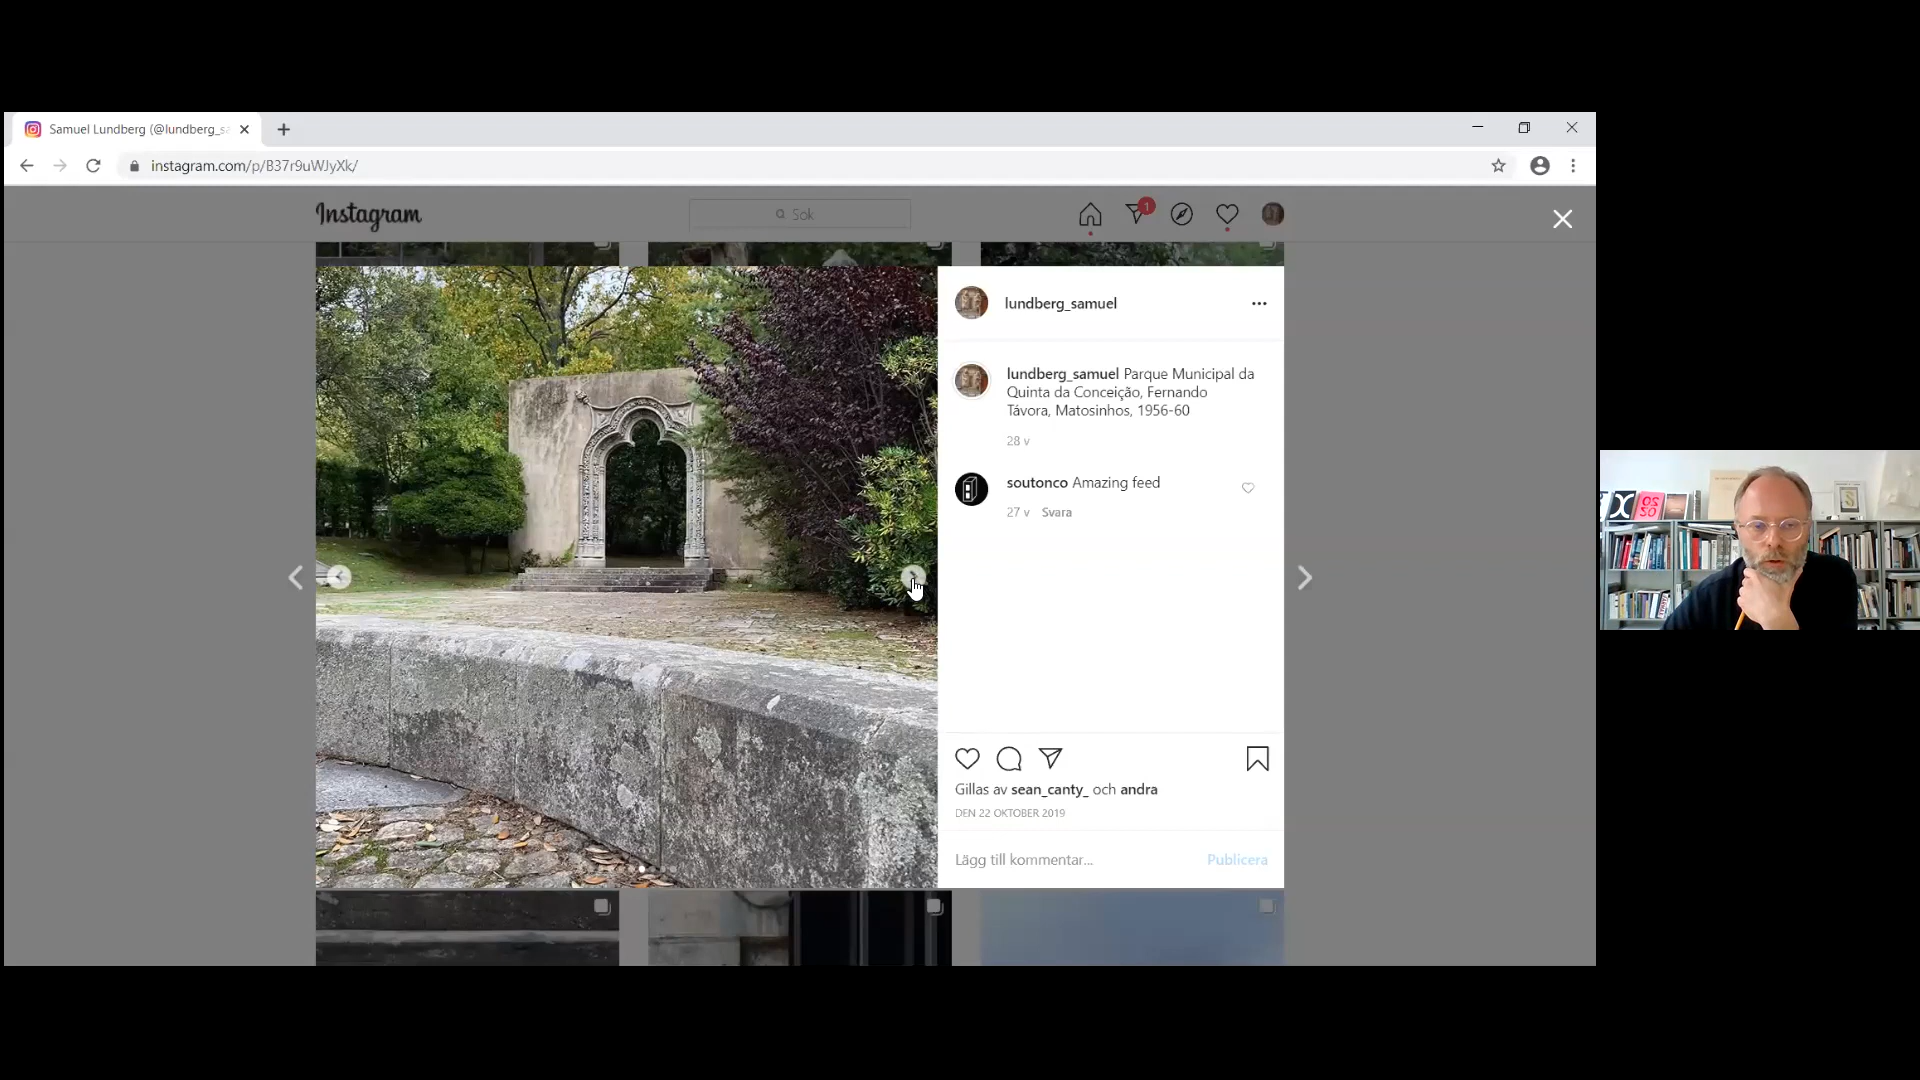 Samuel Lundberg (@lundberg_sa
instagram.com/p/B37r9uWJyXk/
Instagram
Sök
1
lundberg_samuel
lundberg_samuel Parque Municipal da
Quinta da Conceição, Fernando
Távora, Matosinhos, 1956-60
28 v
soutonco Amazing feed
27 v Svara
Gillas av sean_canty_ och andra
DEN 22 OKTOBER 2019
Lägg till kommentar...
Publicera